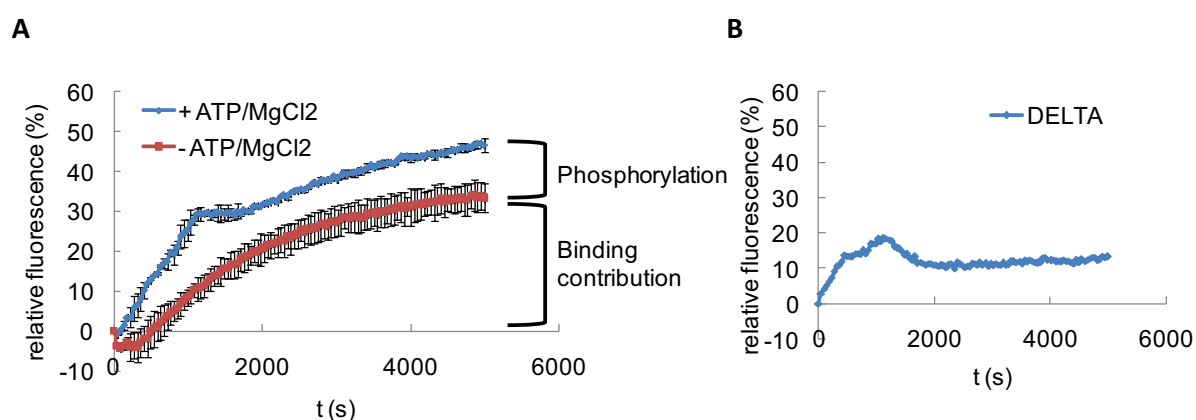 A
relative fluorescence (%)
60
50
40
30
20
10
0
-10
+ ATP/MgCl2
- ATP/MgCl2
0
2000
4000
6000
t (s)
Phosphorylation
Binding
contribution
B
relative fluorescence (%)
60
50
40
30
20
10
0
-10
DELTA
0
2000
4000
6000
t (s)